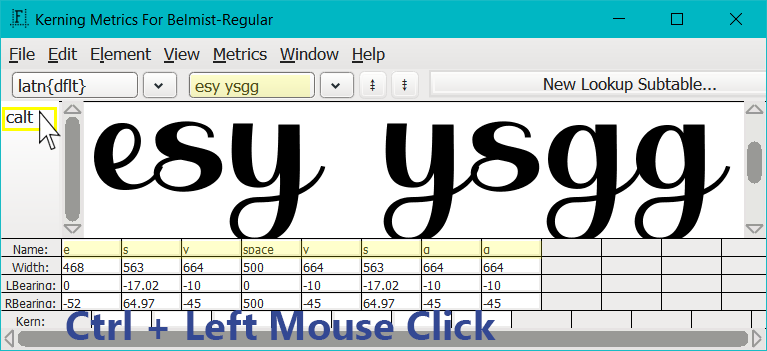 Kerning Metrics For Belmist-Regular
File Edit Element View Metrics Window Help
latn{dflt} esy ysgg New Lookup Subtable...
calt
esy ysgg
Name: e s y space y s g g
Width: 468 563 664 500 664 563 664 664
LBearing: 0 -17.02 -10 0 -10 -17.02 -10 -10
RBearing: -52 64.97 -45 500 -45 64.97 -45 -45
Kern:
Ctrl + Left Mouse Click